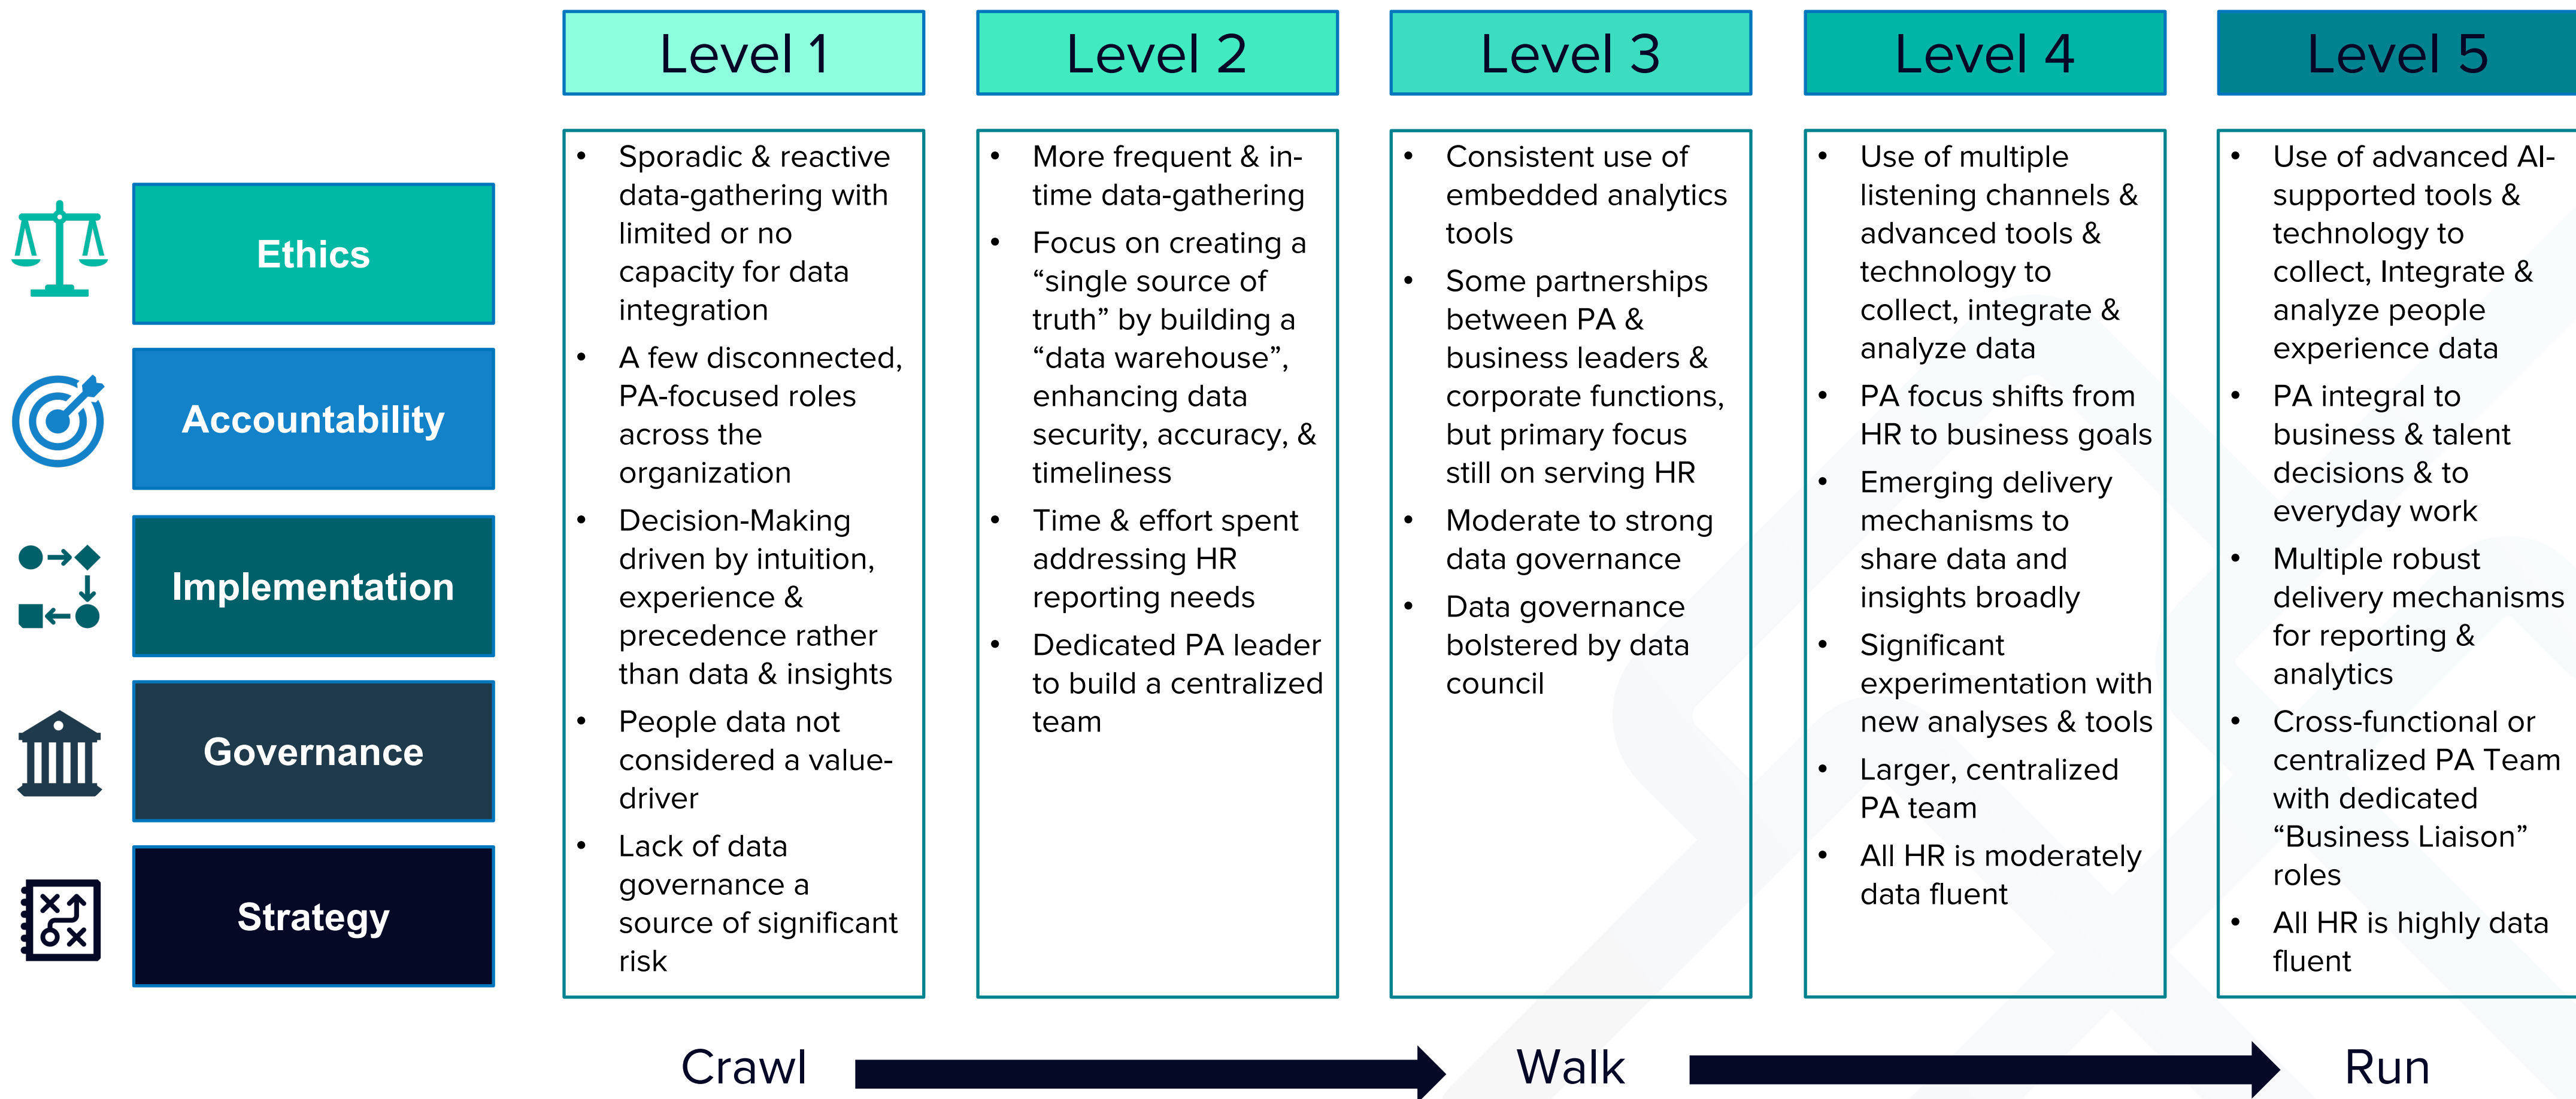 Level 1
Level 2
Level 3
Level 4
Level 5
Ethics
Accountability
Implementation
Governance
Strategy
• Sporadic & reactive
data-gathering with
limited or no
capacity for data
integration
• A few disconnected,
PA-focused roles
across the
organization
• Decision-Making
driven by intuition,
experience &
precedence rather
than data & insights
• People data not
considered a value-
driver
• Lack of data
governance a
source of significant
risk
• More frequent & in-
time data-gathering
• Focus on creating a
“single source of
truth” by building a
“data warehouse”,
enhancing data
security, accuracy, &
timeliness
• Time & effort spent
addressing HR
reporting needs
• Dedicated PA leader
to build a centralized
team
• Consistent use of
embedded analytics
tools
• Some partnerships
between PA &
business leaders &
corporate functions,
but primary focus
still on serving HR
• Moderate to strong
data governance
• Data governance
bolstered by data
council
• Use of multiple
listening channels &
advanced tools &
technology to
collect, integrate &
analyze data
• PA focus shifts from
HR to business goals
• Emerging delivery
mechanisms to
share data and
insights broadly
• Significant
experimentation with
new analyses & tools
• Larger, centralized
PA team
• All HR is moderately
data fluent
• Use of advanced AI-
supported tools &
technology to
collect, Integrate &
analyze people
experience data
• PA integral to
business & talent
decisions & to
everyday work
• Multiple robust
delivery mechanisms
for reporting &
analytics
• Cross-functional or
centralized PA Team
with dedicated
“Business Liaison”
roles
• All HR is highly data
fluent
Crawl
Walk
Run